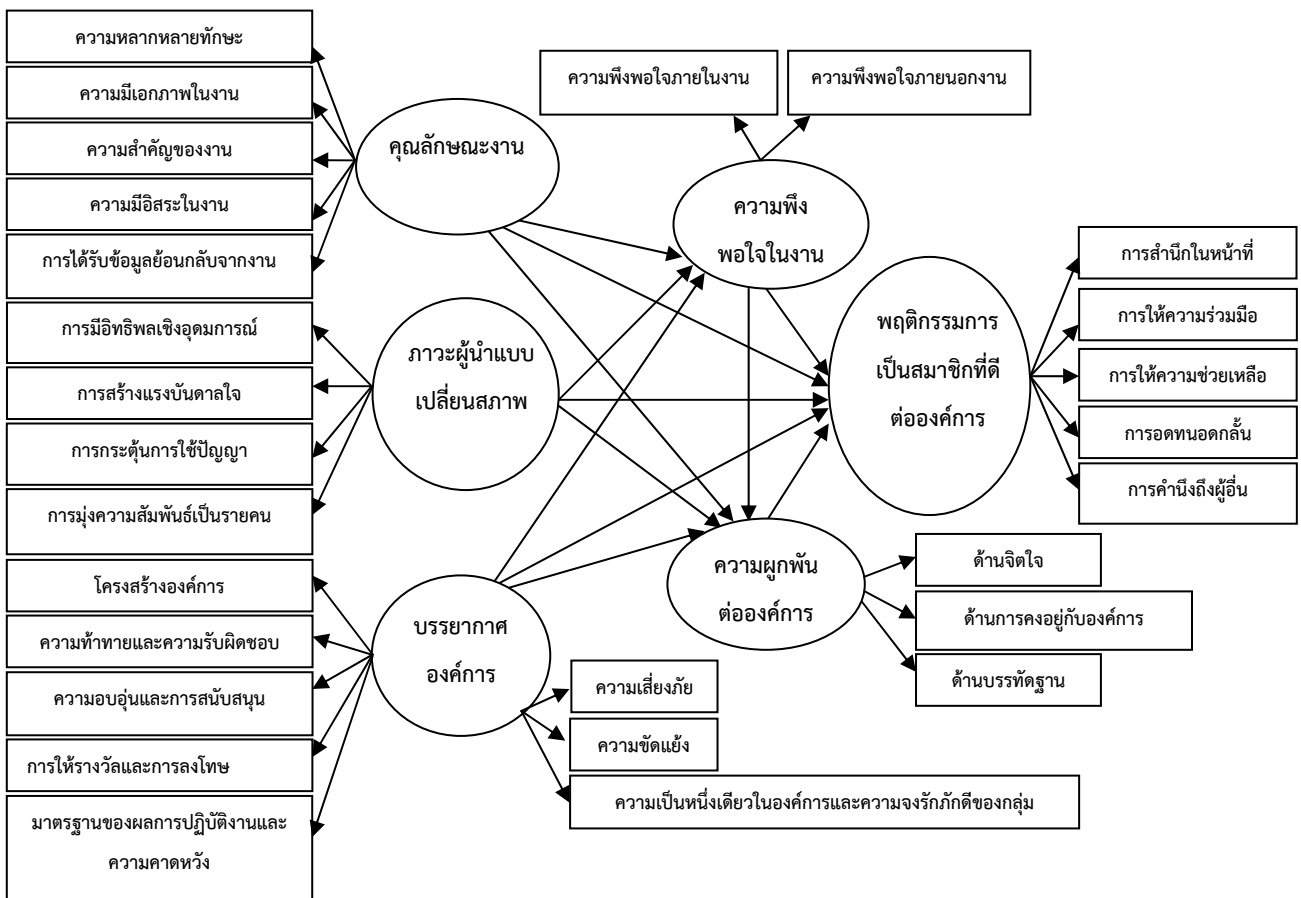 ความหลากหลายทักษะ
ความมีเอกภาพในงาน
ความสำคัญของงาน
ความมีอิสระในงาน
การได้รับข้อมูลย้อนกลับจากงาน
การมีอิทธิพลเชิงอุดมการณ์
การสร้างแรงบันดาลใจ
การกระตุ้นการใช้ปัญญา
การมุ่งความสัมพันธ์เป็นรายคน
โครงสร้างองค์การ
ความท้าทายและความรับผิดชอบ
ความอบอุ่นและการสนับสนุน
การให้รางวัลและการลงโทษ
มาตรฐานของผลการปฏิบัติงานและ
ความคาดหวัง
คุณลักษณะงาน
ภาวะผู้นำแบบ
เปลี่ยนสภาพ
บรรยากาศ
องค์การ
ความพึงพอใจภายในงาน
ความพึงพอใจภายนอกงาน
ความพึง
พอใจในงาน
ความผูกพัน
ต่อองค์การ
ความเสี่ยงภัย
ความขัดแย้ง
ความเป็นหนึ่งเดียวในองค์การและความจงรักภักดีของกลุ่ม
พฤติกรรมการ
เป็นสมาชิกที่ดี
ต่อองค์การ
การสำนึกในหน้าที่
การให้ความร่วมมือ
การให้ความช่วยเหลือ
การอดทนอดกลั้น
การคำนึงถึงผู้อื่น
ด้านจิตใจ
ด้านการคงอยู่กับองค์การ
ด้านบรรทัดฐาน